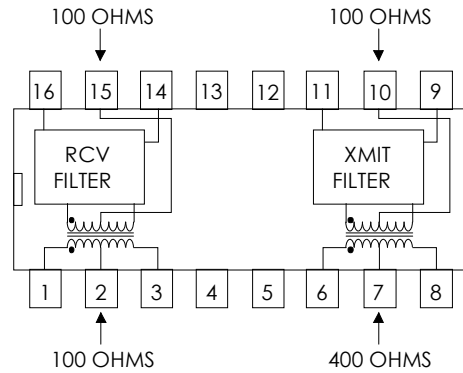 100 OHMS 100 OHMS
16 15 14 13 12 11 10 9
RCV FILTER XMIT FILTER
1 2 3 4 5 6 7 8
100 OHMS 400 OHMS